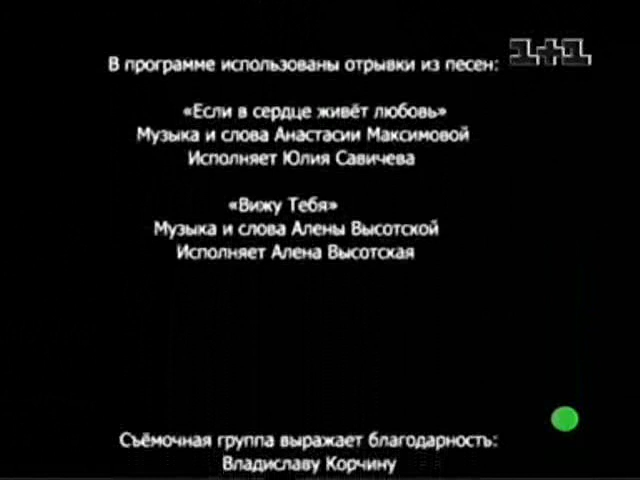 1+1
В программе использованы отрывки из песен:
«Если в сердце живёт любовь»
Музыка и слова Анастасии Максимовой
Исполняет Юлия Савичева
«Вижу Тебя»
Музыка и слова Алены Высотской
Исполняет Алена Высотская
Съёмочная группа выражает благодарность:
Владиславу Корчину